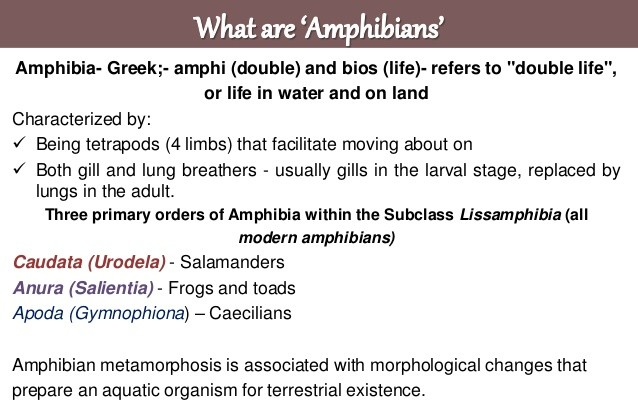 What are ‘Amphibians’
Amphibia- Greek;- amphi (double) and bios (life)- refers to "double life",
or life in water and on land
Characterized by:
✓ Being tetrapods (4 limbs) that facilitate moving about on
✓ Both gill and lung breathers - usually gills in the larval stage, replaced by
lungs in the adult.
Three primary orders of Amphibia within the Subclass Lissamphibia (all
modern amphibians)
Caudata (Urodela) - Salamanders
Anura (Salientia) - Frogs and toads
Apoda (Gymnophiona) – Caecilians
Amphibian metamorphosis is associated with morphological changes that
prepare an aquatic organism for terrestrial existence.